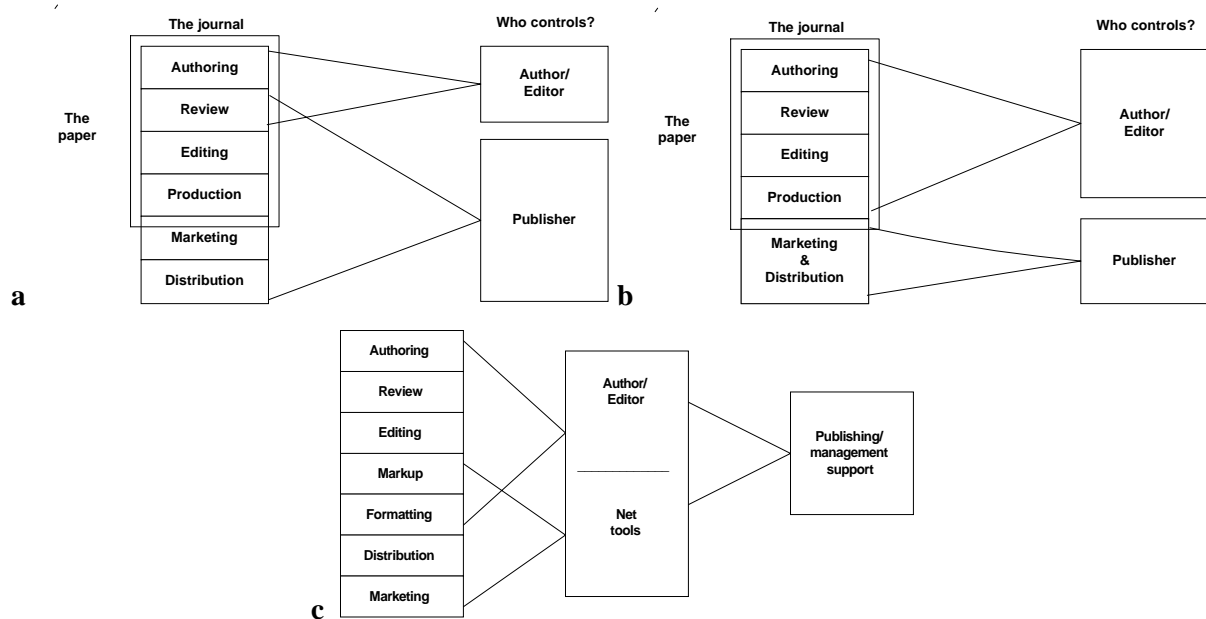 The journal
Who controls?
The
paper
Authoring
Review
Editing
Production
Marketing
Distribution
Author/
Editor
Publisher
a
The journal
Who controls?
The
paper
Authoring
Review
Editing
Production
Marketing
&
Distribution
Author/
Editor
Publisher
b
Authoring
Review
Editing
Markup
Formatting
Distribution
Marketing
Author/
Editor
Net
tools
Publishing/
management
support
c